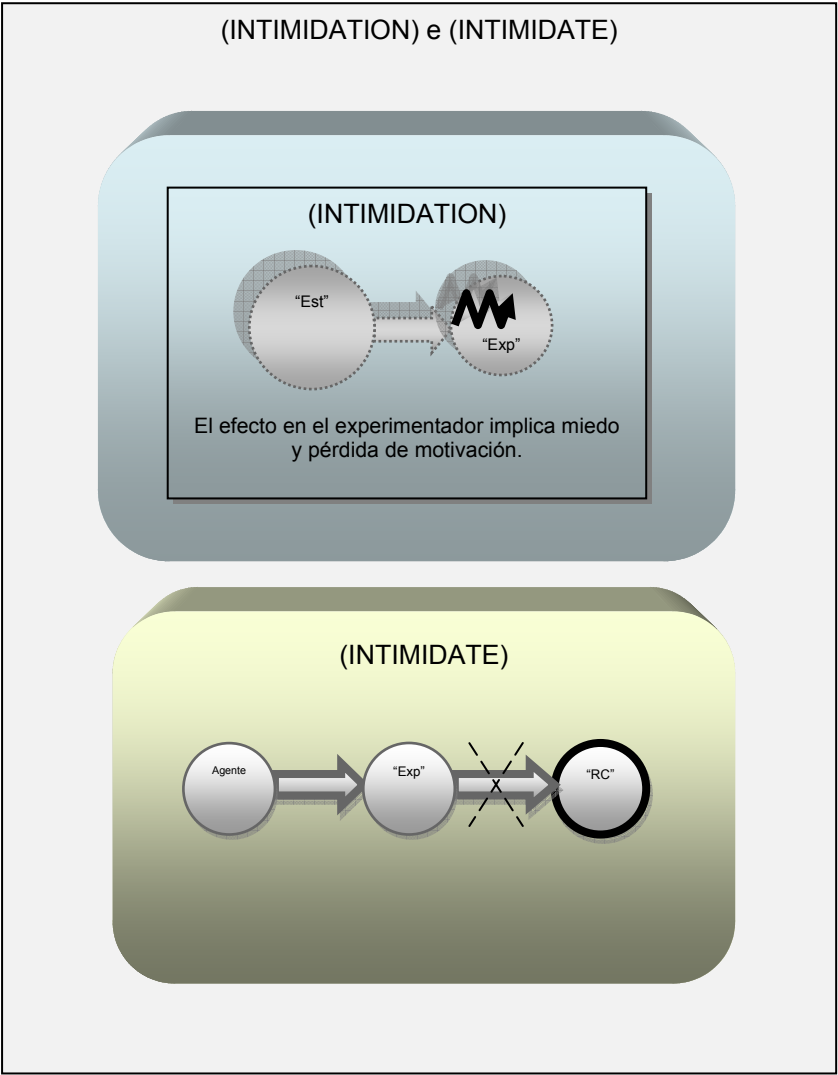 (INTIMIDATION) e (INTIMIDATE)
(INTIMIDATION)
“Est”
“Exp”
El efecto en el experimentador implica miedo
y pérdida de motivación.
(INTIMIDATE)
Agente
“Exp”
“RC”